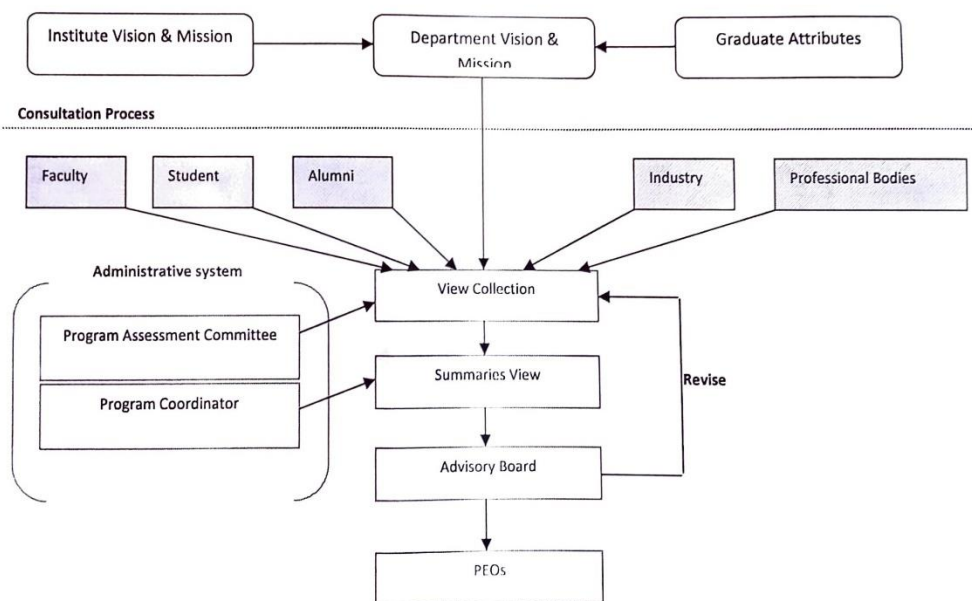 Institute Vision & Mission
Department Vision &
Mission
Graduate Attributes
Consultation Process
Faculty
Student
Alumni
Industry
Professional Bodies
Administrative system
View Collection
Program Assessment Committee
Summaries View
Program Coordinator
Revise
Advisory Board
PEOs